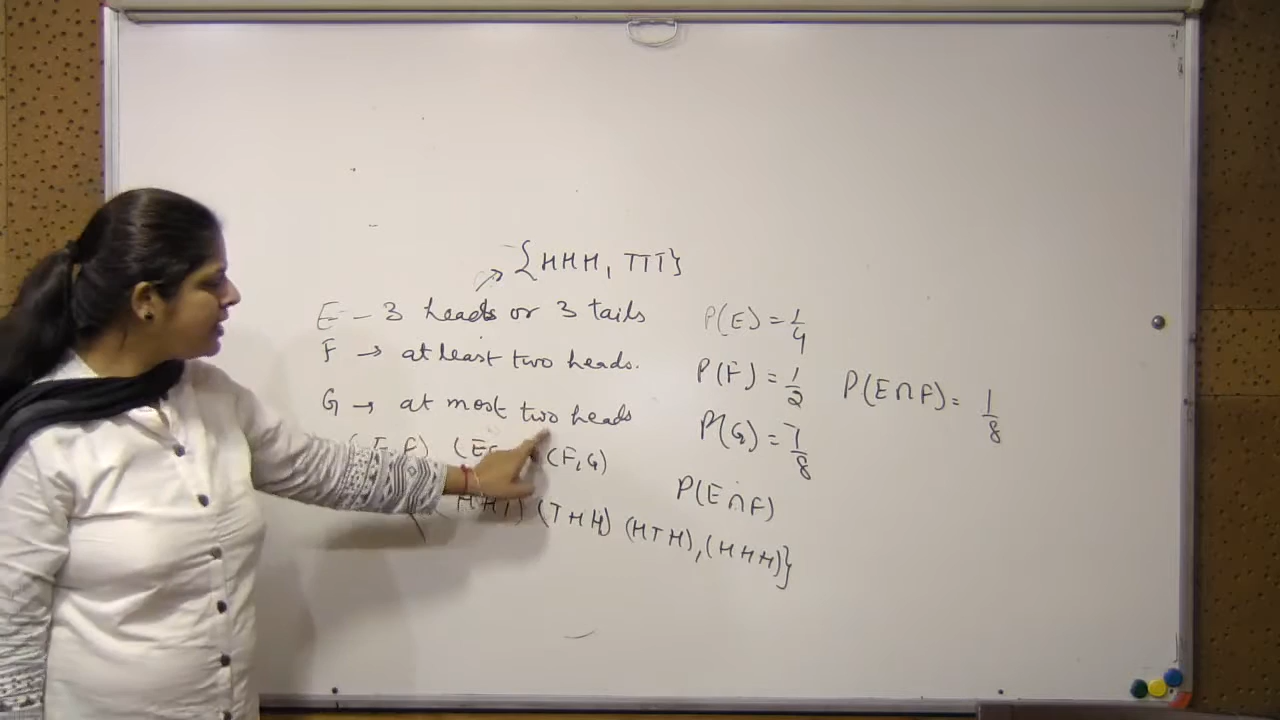 {HHH, TTT}
E – 3 heads or 3 tails P(E) = 1/4
F → at least two heads. P(F) = 1/2 P(E∩F) = 1/8
G → at most two heads P(G) = 7/8
(E, F) (F, G)
P(E∩F)
HHT) (THH) (HTH), (HHH)}